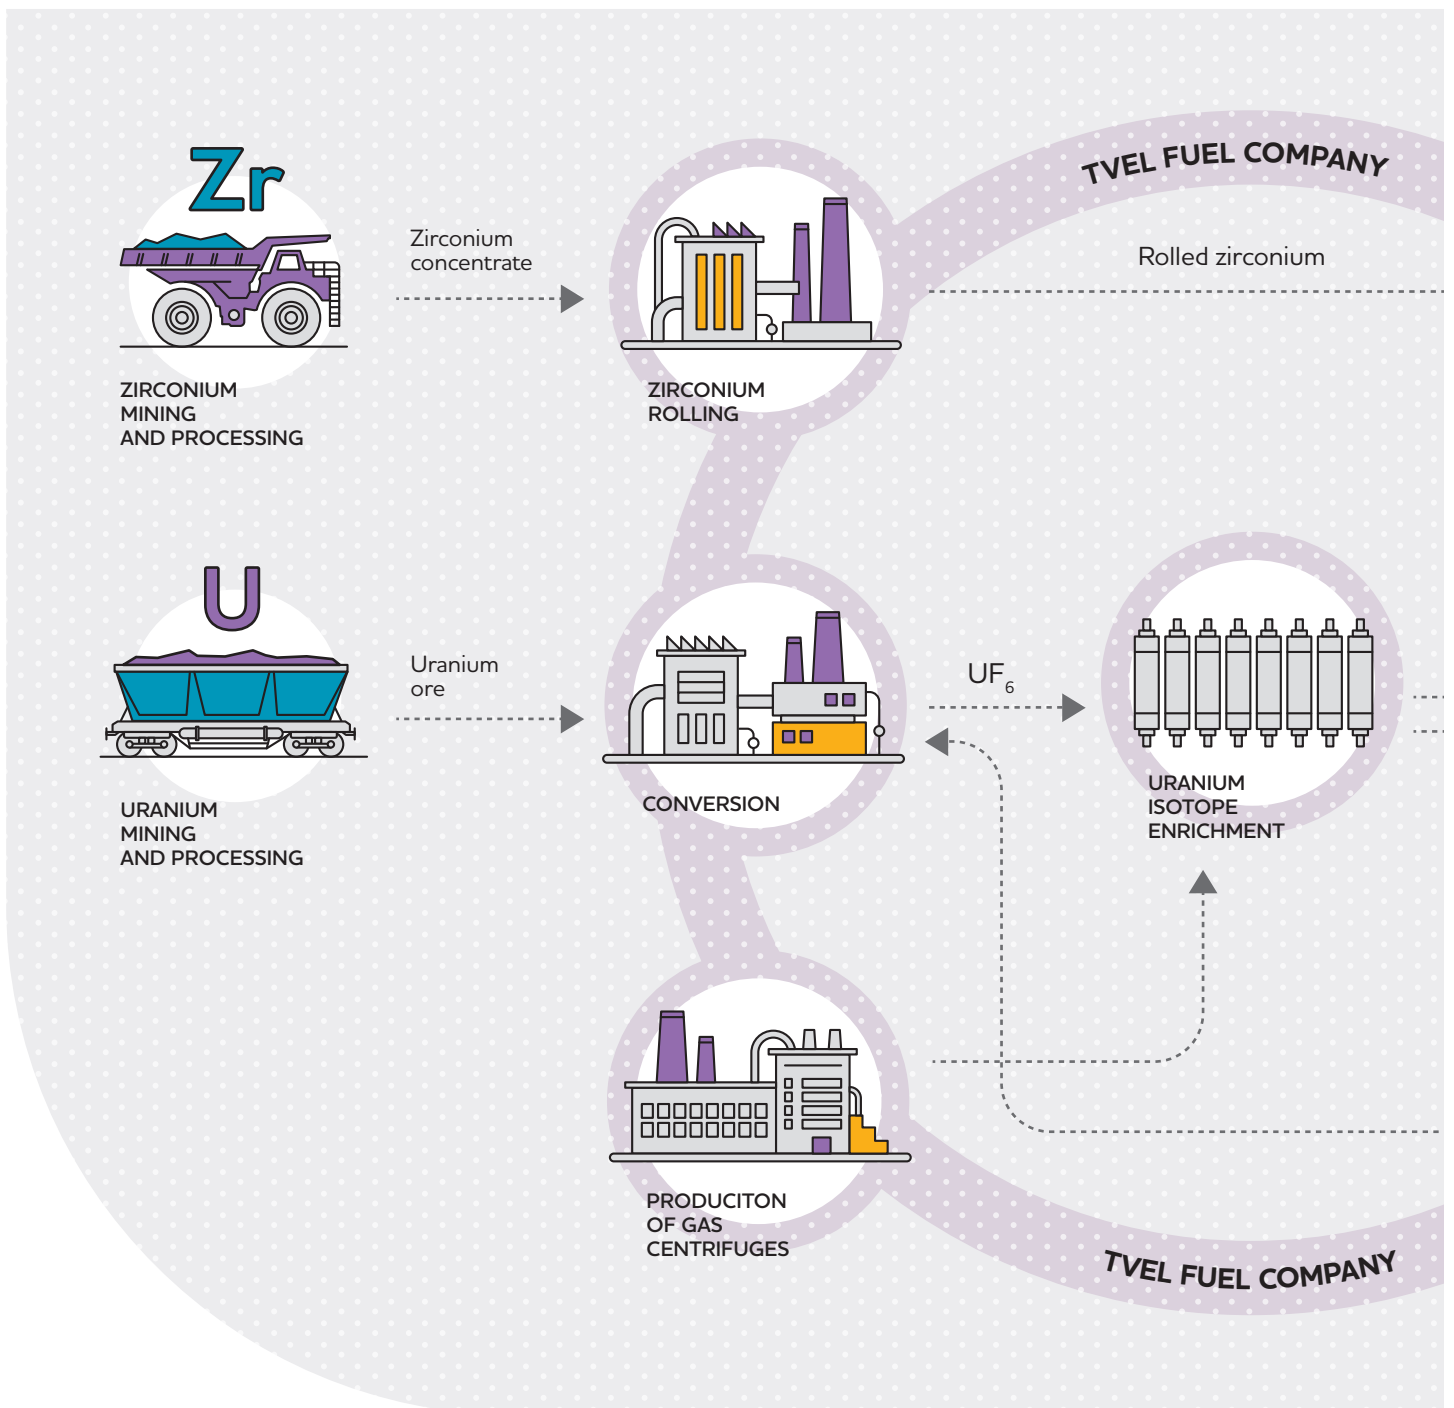 Zr
TVEL FUEL COMPANY
Zirconium
concentrate
Rolled zirconium
ZIRCONIUM
MINING
AND PROCESSING
ZIRCONIUM
ROLLING
U
Uranium
ore
UF₆
URANIUM
MINING
AND PROCESSING
CONVERSION
URANIUM
ISOTOPE
ENRICHMENT
PRODUCITON
OF GAS
CENTRIFUGES
TVEL FUEL COMPANY